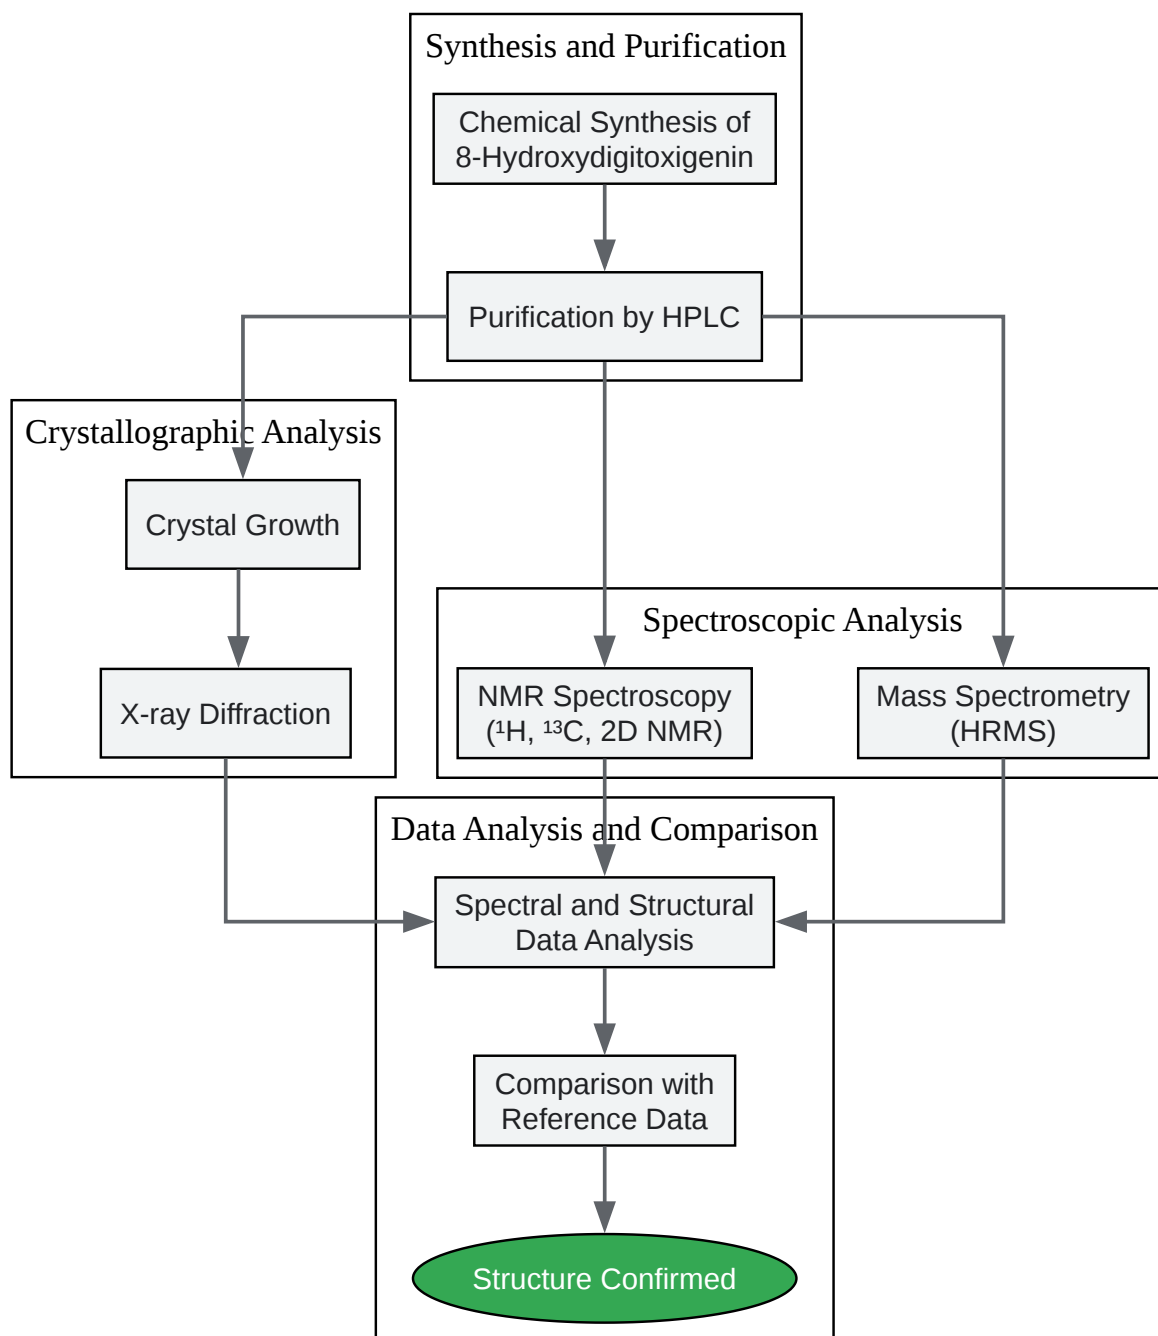 Synthesis and Purification
Chemical Synthesis of
8-Hydroxydigitoxigenin
Purification by HPLC
Crystallographic Analysis
Crystal Growth
X-ray Diffraction
Spectroscopic Analysis
NMR Spectroscopy
(¹H, ¹³C, 2D NMR)
Mass Spectrometry
(HRMS)
Data Analysis and Comparison
Spectral and Structural
Data Analysis
Comparison with
Reference Data
Structure Confirmed